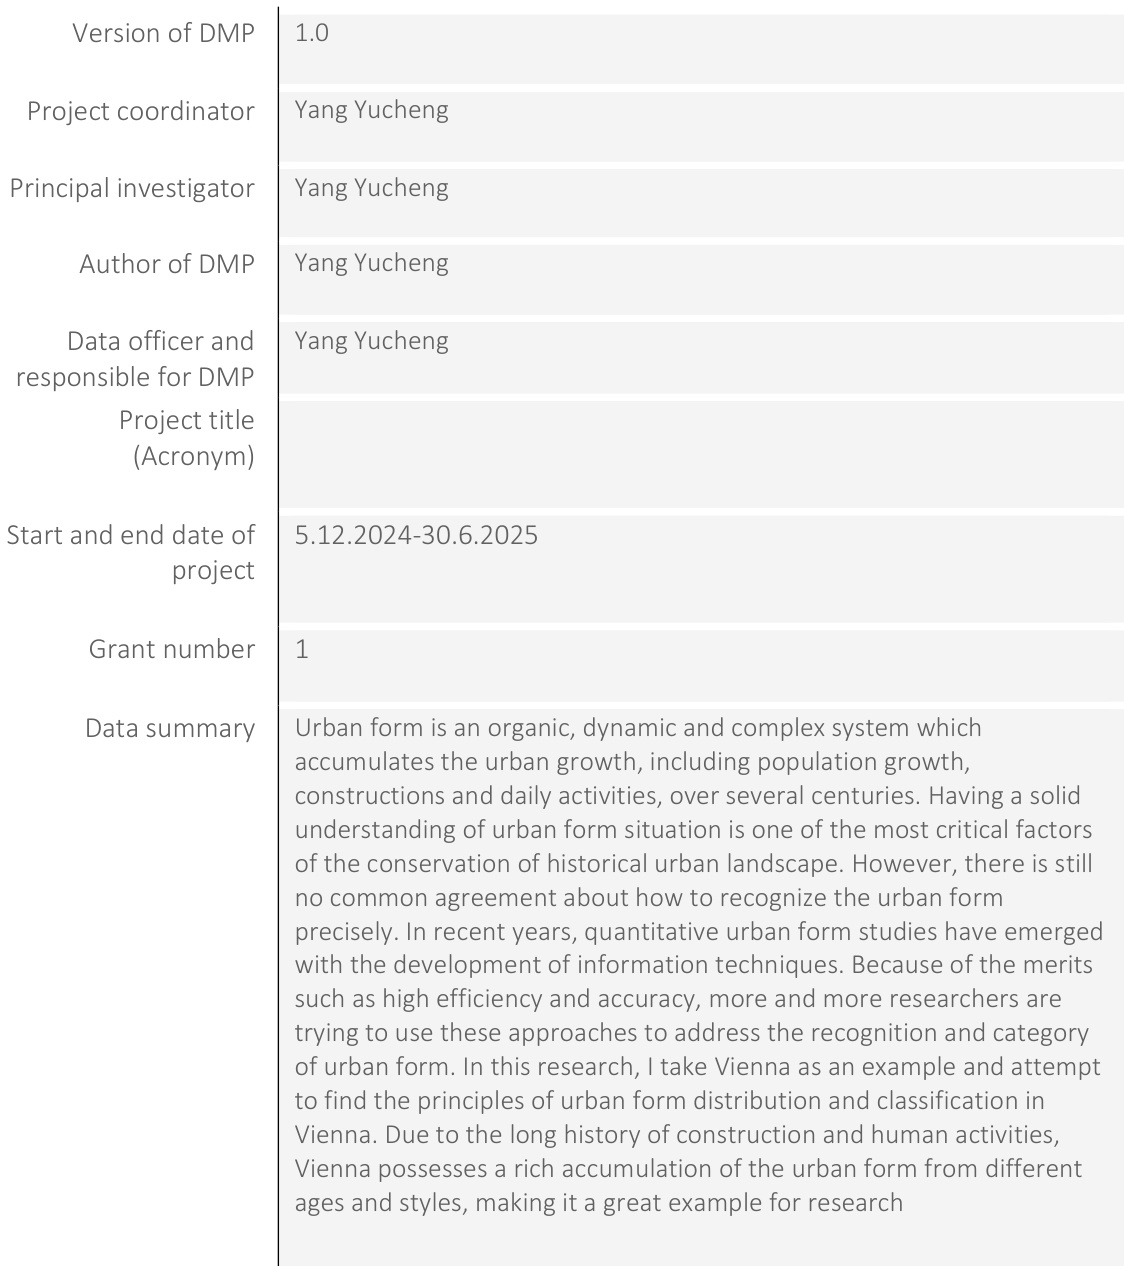 Version of DMP 1.0
Project coordinator Yang Yucheng
Principal investigator Yang Yucheng
Author of DMP Yang Yucheng
Data officer and Yang Yucheng
responsible for DMP
Project title
(Acronym)
Start and end date of 5.12.2024-30.6.2025
project
Grant number 1
Data summary Urban form is an organic, dynamic and complex system which
accumulates the urban growth, including population growth,
constructions and daily activities, over several centuries. Having a solid
understanding of urban form situation is one of the most critical factors
of the conservation of historical urban landscape. However, there is still
no common agreement about how to recognize the urban form
precisely. In recent years, quantitative urban form studies have emerged
with the development of information techniques. Because of the merits
such as high efficiency and accuracy, more and more researchers are
trying to use these approaches to address the recognition and category
of urban form. In this research, I take Vienna as an example and attempt
to find the principles of urban form distribution and classification in
Vienna. Due to the long history of construction and human activities,
Vienna possesses a rich accumulation of the urban form from different
ages and styles, making it a great example for research